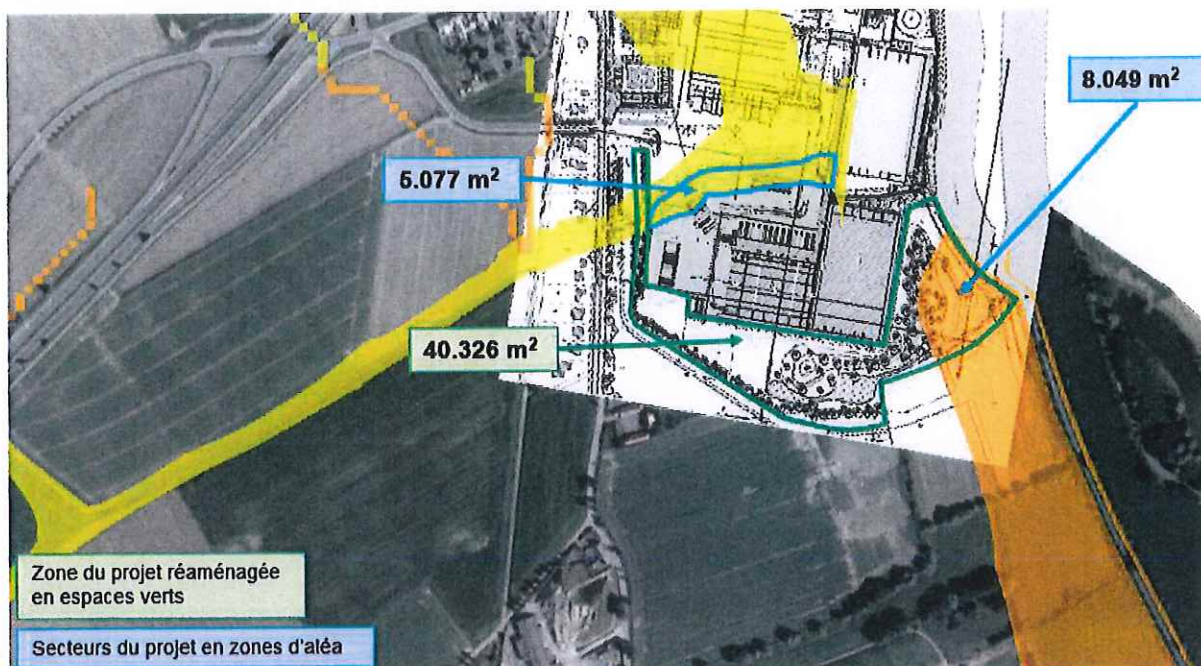 8.049 m²
5.077 m²
40.326 m²
Zone du projet réaménagée
en espaces verts
Secteurs du projet en zones d'aléa